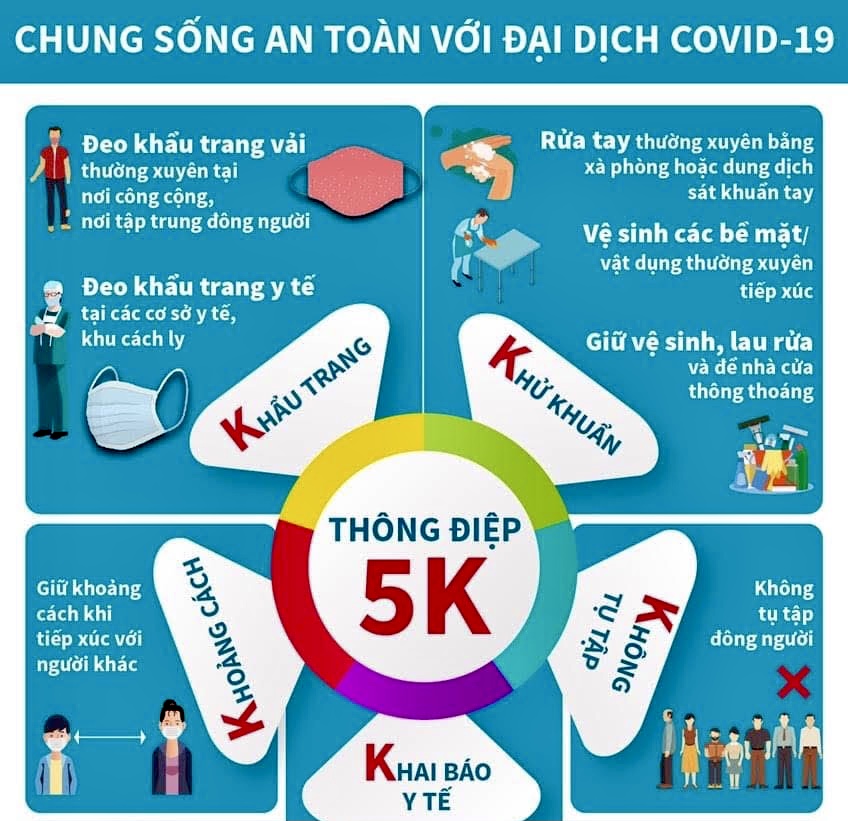 CHUNG SỐNG AN TOÀN VỚI ĐẠI DỊCH COVID-19
Đeo khẩu trang vải
thường xuyên tại
nơi công cộng,
nơi tập trung đông người
Đeo khẩu trang y tế
tại các cơ sở y tế,
khu cách ly
KHẨU TRANG
Rửa tay thường xuyên bằng
xà phòng hoặc dung dịch
sát khuẩn tay
Vệ sinh các bề mặt/
vật dụng thường xuyên
tiếp xúc
Giữ vệ sinh, lau rửa
và để nhà cửa
thông thoáng
KHỬ KHUẨN
THÔNG ĐIỆP
5K
Giữ khoảng
cách khi
tiếp xúc với
người khác
KHOẢNG CÁCH
KHÔNG
TỤ TẬP
Không
tụ tập
đông người
KHAI BÁO
Y TẾ